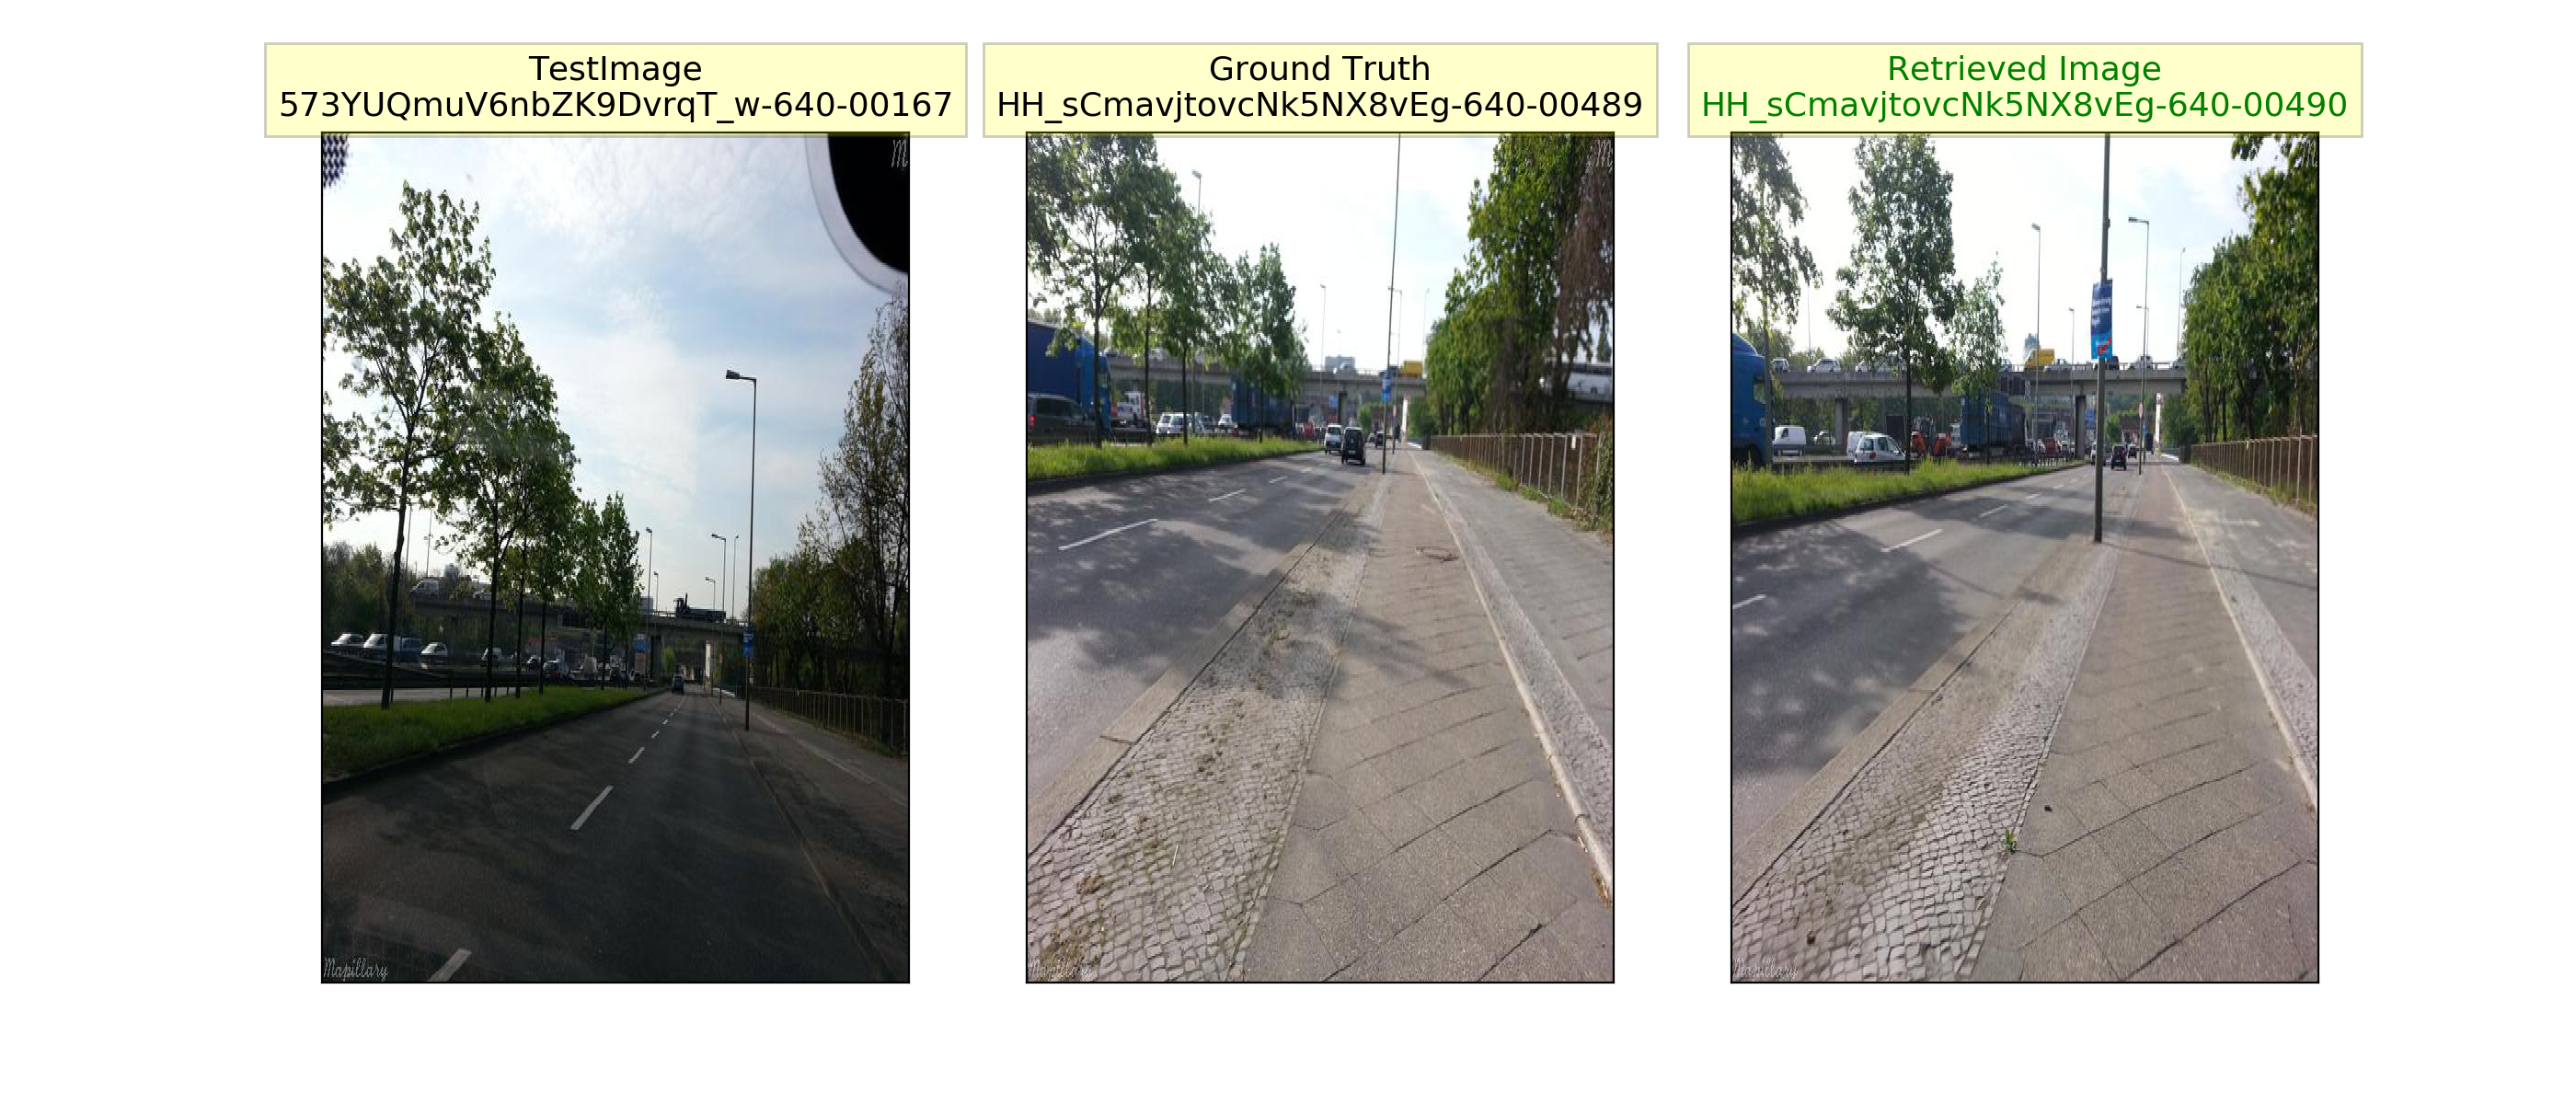 TestImage
573YUQmuV6nbZK9DvrqT_w-640-00167
Ground Truth
HH_sCmavjtovcNk5NX8vEg-640-00489
Retrieved Image
HH_sCmavjtovcNk5NX8vEg-640-00490
M
M
Mapillary
Mapillary
Mapillary